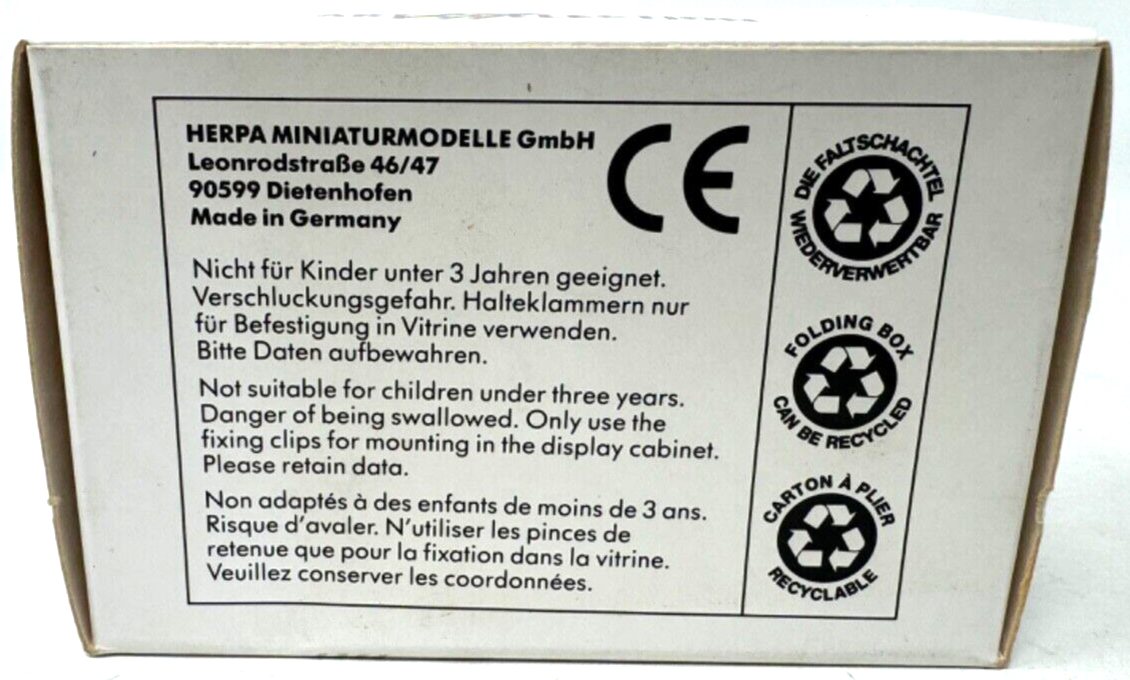 HERPA MINIATURMODELLE GmbH
Leonrodstraße 46/47
90599 Dietenhofen
Made in Germany
CE
Nicht für Kinder unter 3 Jahren geeignet.
Verschluckungsgefahr. Halteklammern nur
für Befestigung in Vitrine verwenden.
Bitte Daten aufbewahren.
Not suitable for children under three years.
Danger of being swallowed. Only use the
fixing clips for mounting in the display cabinet.
Please retain data.
Non adaptés à des enfants de moins de 3 ans.
Risque d'avaler. N'utiliser les pinces de
retenue que pour la fixation dans la vitrine.
Veuillez conserver les coordonnées.
DIE FALTSCHACHTEL
WIEDERVERWERTBAR
FOLDING BOX
CAN BE RECYCLED
CARTON À PLIER
RECYCLABLE